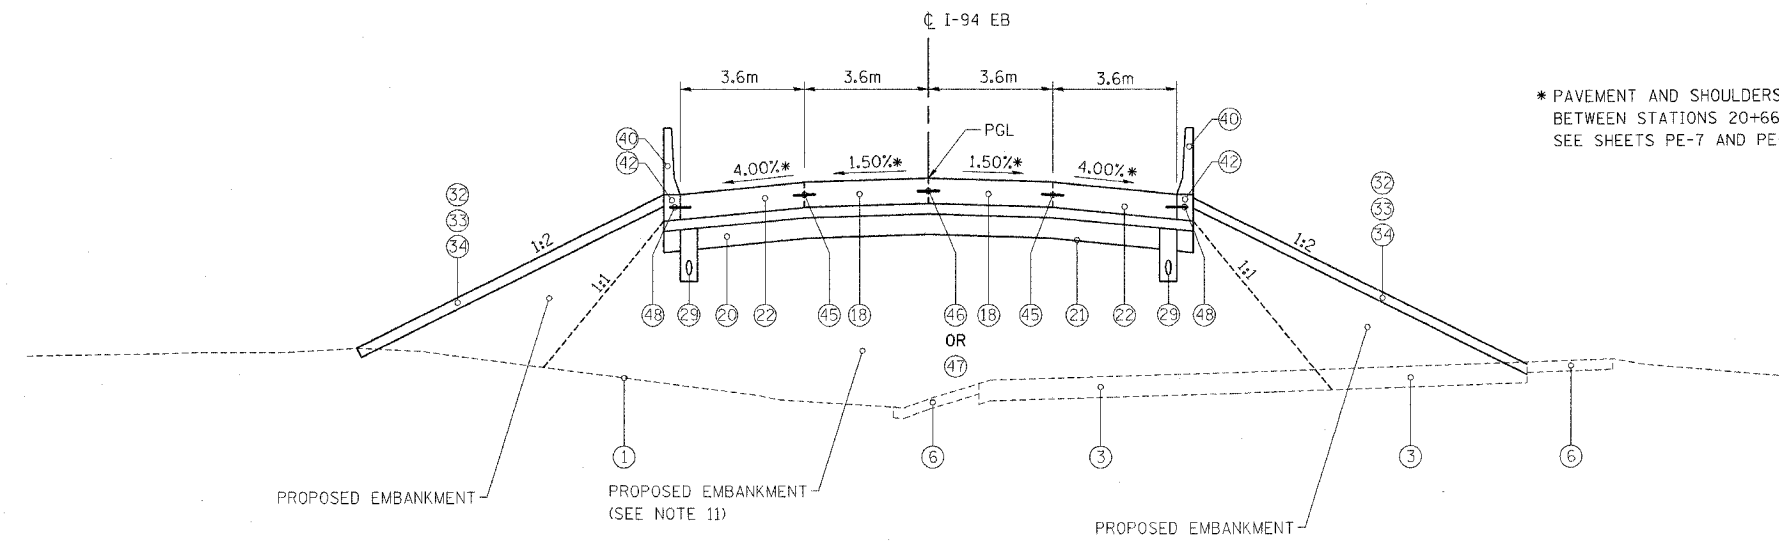 ℄ I-94 EB
3.6m 3.6m 3.6m 3.6m
* PAVEMENT AND SHOULDERS
BETWEEN STATIONS 20+66
SEE SHEETS PE-7 AND PE
PGL
40 40
42 42
4.00%* 1.50%* 1.50%* 4.00%*
32 32
33 33
34 34
1:2 1:2
1:1 1:1
48 29 20 22 45 18 46 18 45 21 22 29 48
OR
47
1 6 3 3 6
PROPOSED EMBANKMENT
PROPOSED EMBANKMENT
(SEE NOTE 11)
PROPOSED EMBANKMENT